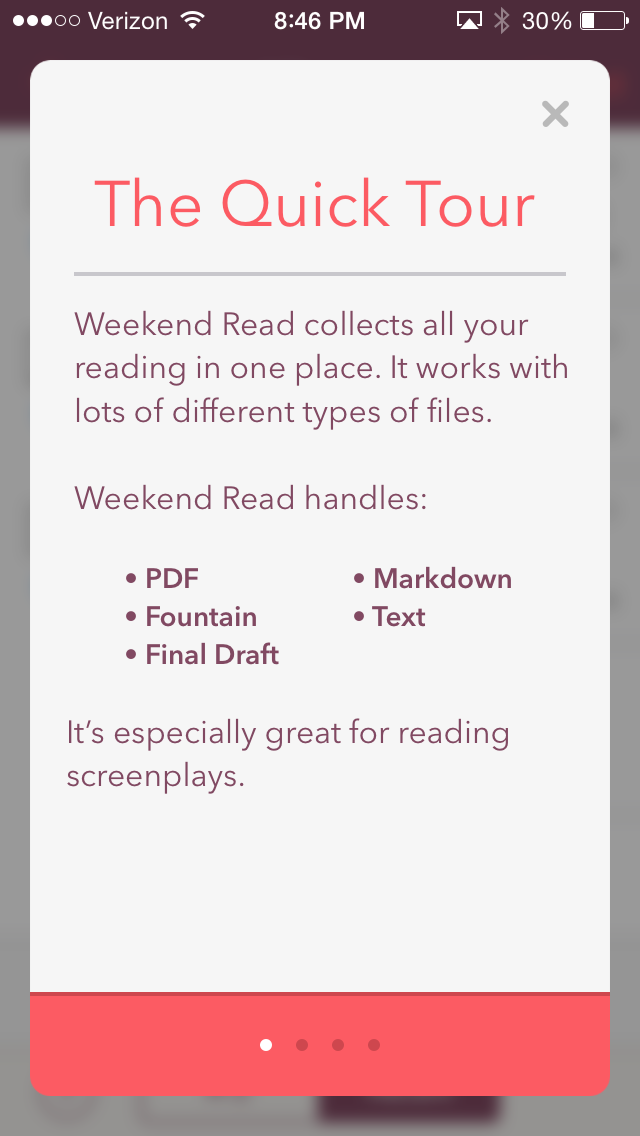 Verizon 8:46 PM 30%
The Quick Tour
Weekend Read collects all your
reading in one place. It works with
lots of different types of files.
Weekend Read handles:
• PDF
• Fountain
• Final Draft
• Markdown
• Text
It’s especially great for reading
screenplays.